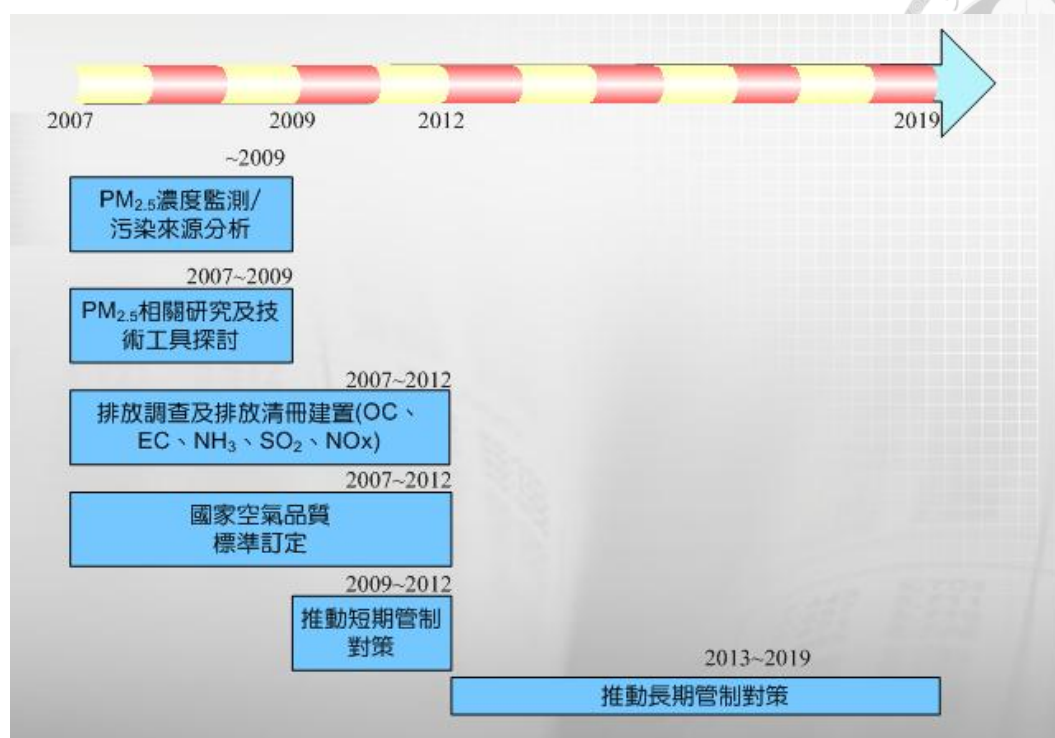 2007 2009 2012 2019
~2009
PM₂.₅濃度監測/
污染來源分析
2007~2009
PM₂.₅相關研究及技
術工具探討
2007~2012
排放調查及排放清冊建置(OC、
EC、NH₃、SO₂、NOx)
2007~2012
國家空氣品質
標準訂定
2009~2012
推動短期管制
對策
2013~2019
推動長期管制對策